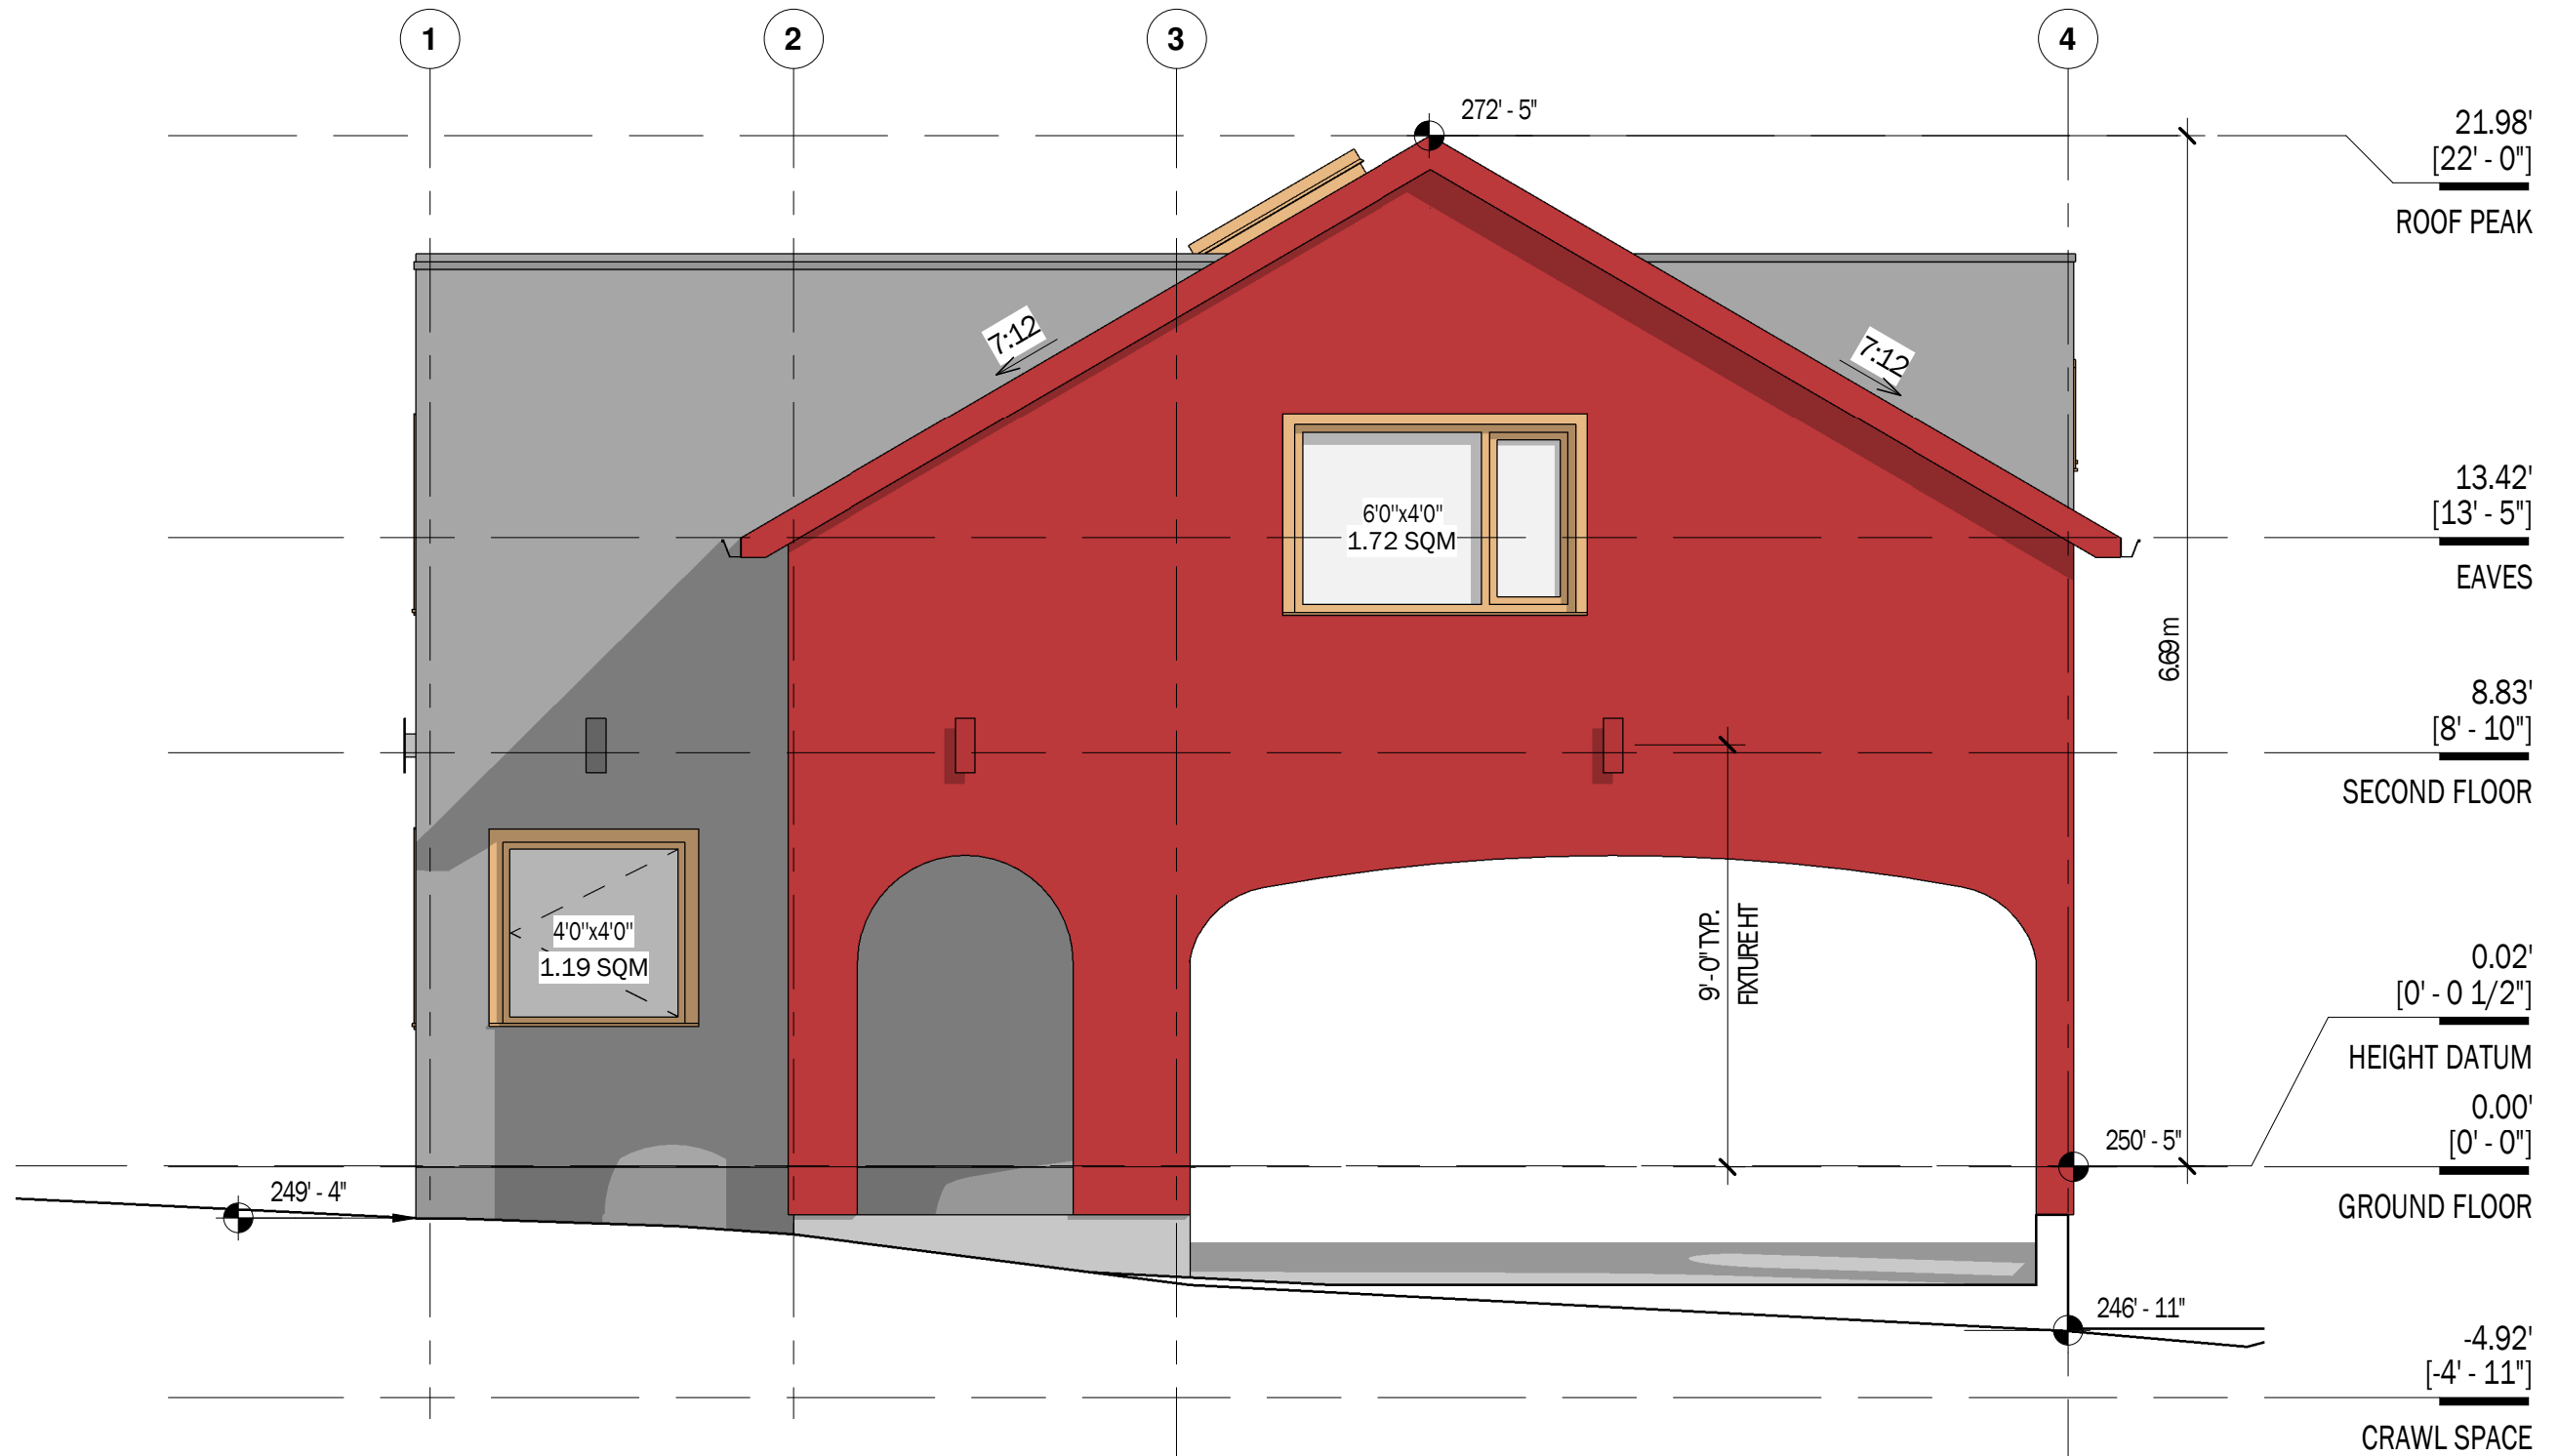 1
2
3
4
272' - 5"
21.98'
[22' - 0"]
ROOF PEAK
7:12
7:12
13.42'
[13' - 5"]
EAVES
6'0"x4'0"
1.72 SQM
6.69 m
8.83'
[8' - 10"]
SECOND FLOOR
4'0"x4'0"
1.19 SQM
9' - 0" TYP.
FIXTURE HT
0.02'
[0' - 0 1/2"]
HEIGHT DATUM
0.00'
[0' - 0"]
GROUND FLOOR
250' - 5"
249' - 4"
246' - 11"
-4.92'
[-4' - 11"]
CRAWL SPACE